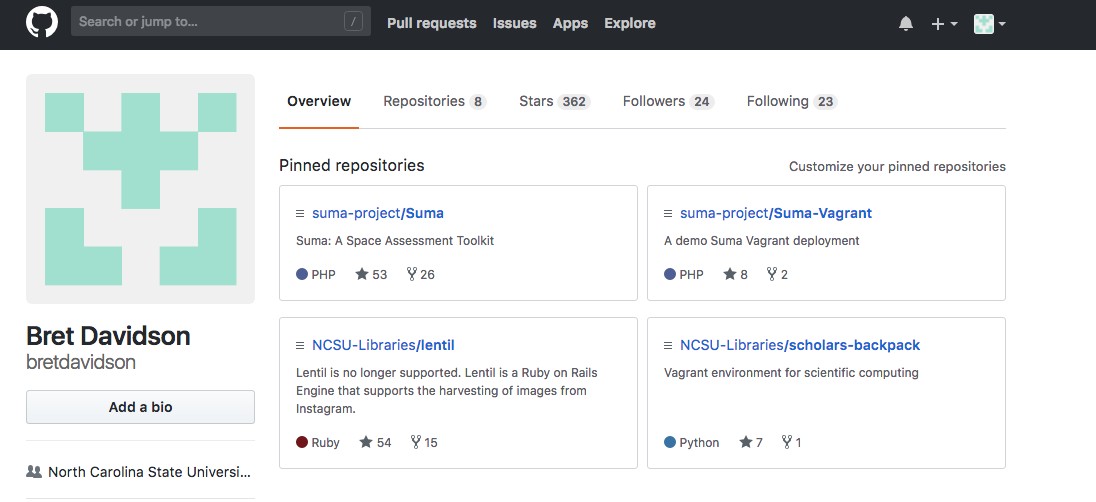 Search or jump to... / Pull requests Issues Apps Explore
Overview Repositories 8 Stars 362 Followers 24 Following 23
Pinned repositories Customize your pinned repositories
suma-project/Suma
Suma: A Space Assessment Toolkit
PHP 53 26
suma-project/Suma-Vagrant
A demo Suma Vagrant deployment
PHP 8 2
NCSU-Libraries/lentil
Lentil is no longer supported. Lentil is a Ruby on Rails
Engine that supports the harvesting of images from
Instagram.
Ruby 54 15
NCSU-Libraries/scholars-backpack
Vagrant environment for scientific computing
Python 7 1
Bret Davidson
bretdavidson
Add a bio
North Carolina State Universi...